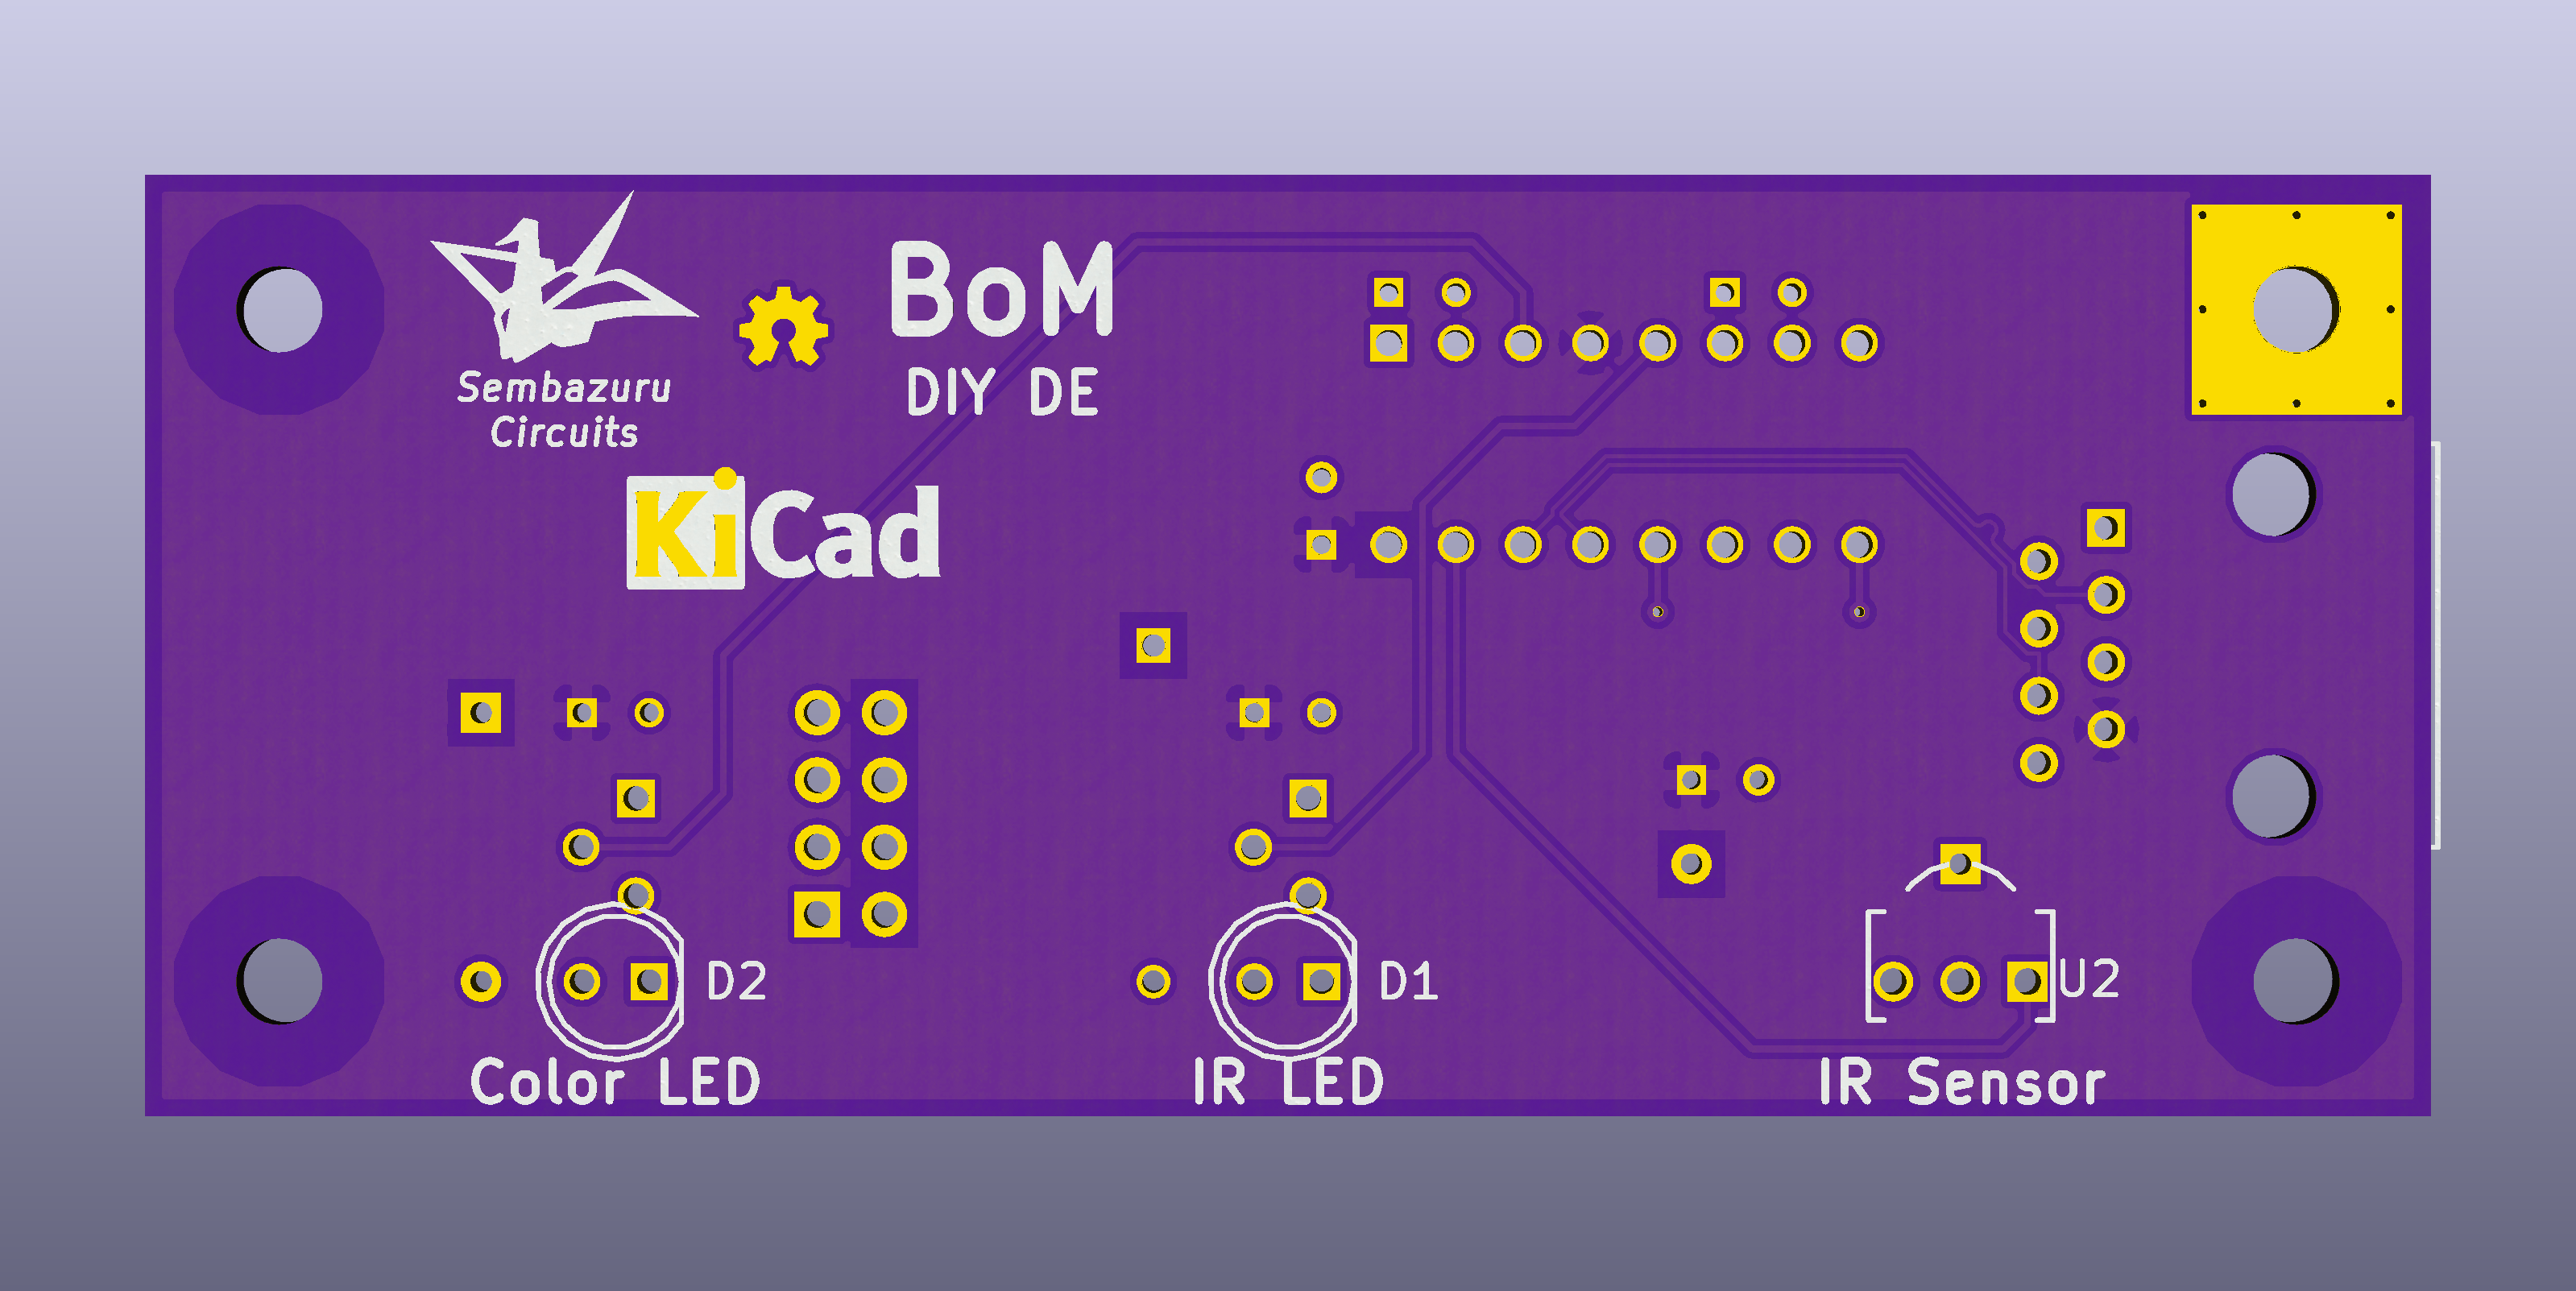 BoM
DIY DE
Sembazuru
Circuits
KiCad
D2
D1
U2
Color LED
IR LED
IR Sensor